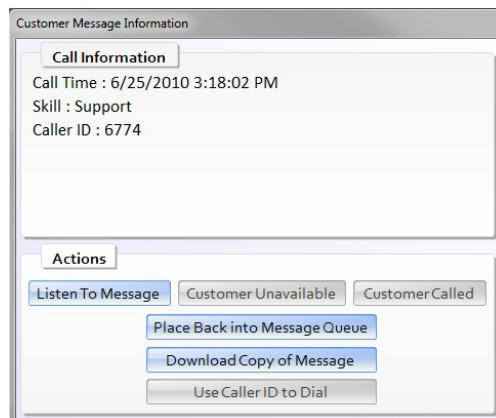 Customer Message Information
Call Information
Call Time : 6/25/2010 3:18:02 PM
Skill : Support
Caller ID : 6774
Actions
Listen To Message Customer Unavailable Customer Called
Place Back into Message Queue
Download Copy of Message
Use Caller ID to Dial